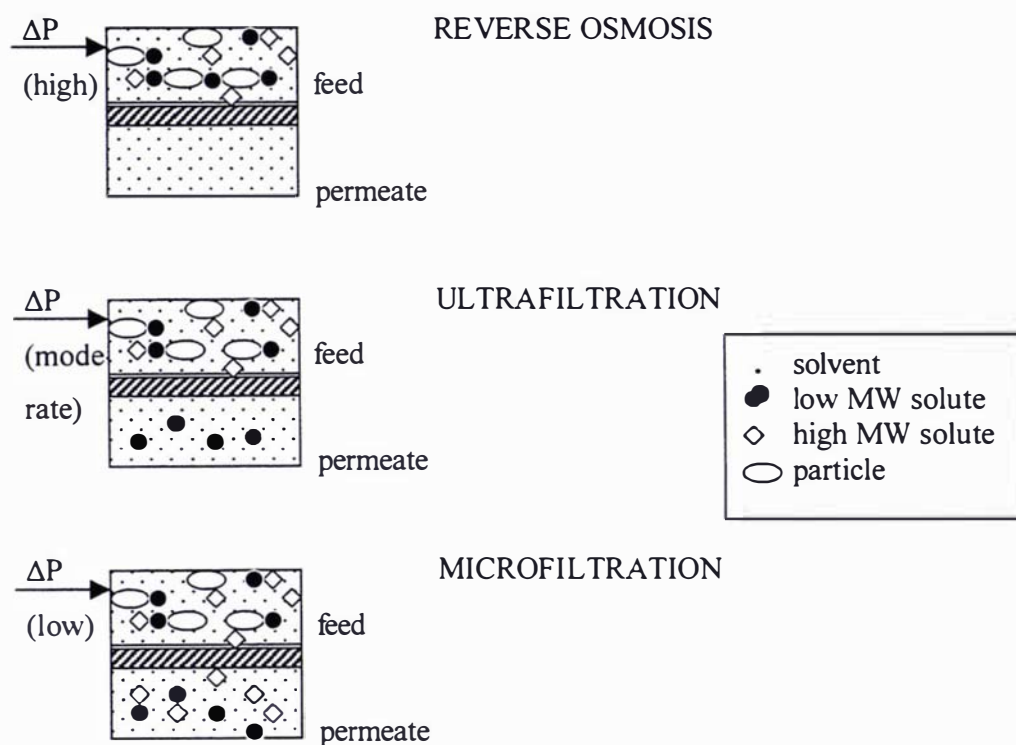 REVERSE OSMOSIS
ΔP
(high)
feed
permeate
ULTRAFILTRATION
ΔP
(mode
rate)
feed
permeate
solvent
low MW solute
high MW solute
particle
MICROFILTRATION
ΔP
(low)
feed
permeate